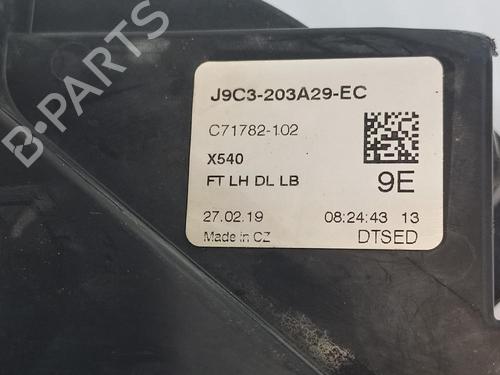 J9C3-203A29-EC
C71782-102
X540
FT LH DL LB 9E
27.02.19 08:24:43 13
Made in CZ DTSED
B-PARTS